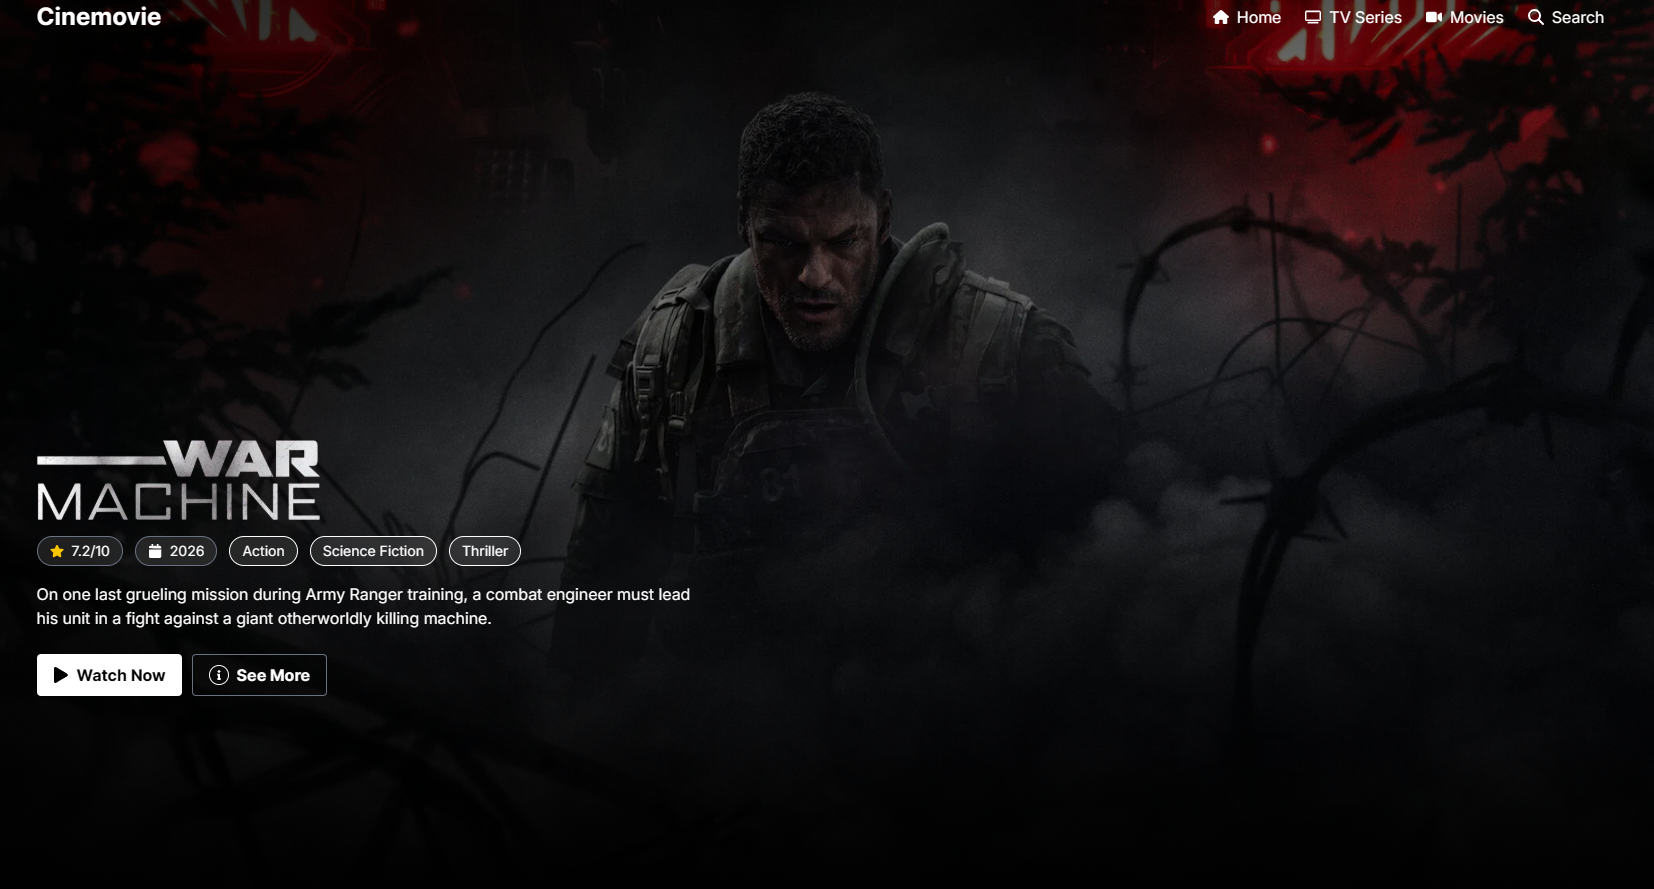 Cinemovie
Home TV Series Movies Search
WAR
MACHINE
7.2/10 2026 Action Science Fiction Thriller
On one last grueling mission during Army Ranger training, a combat engineer must lead
his unit in a fight against a giant otherworldly killing machine.
Watch Now See More